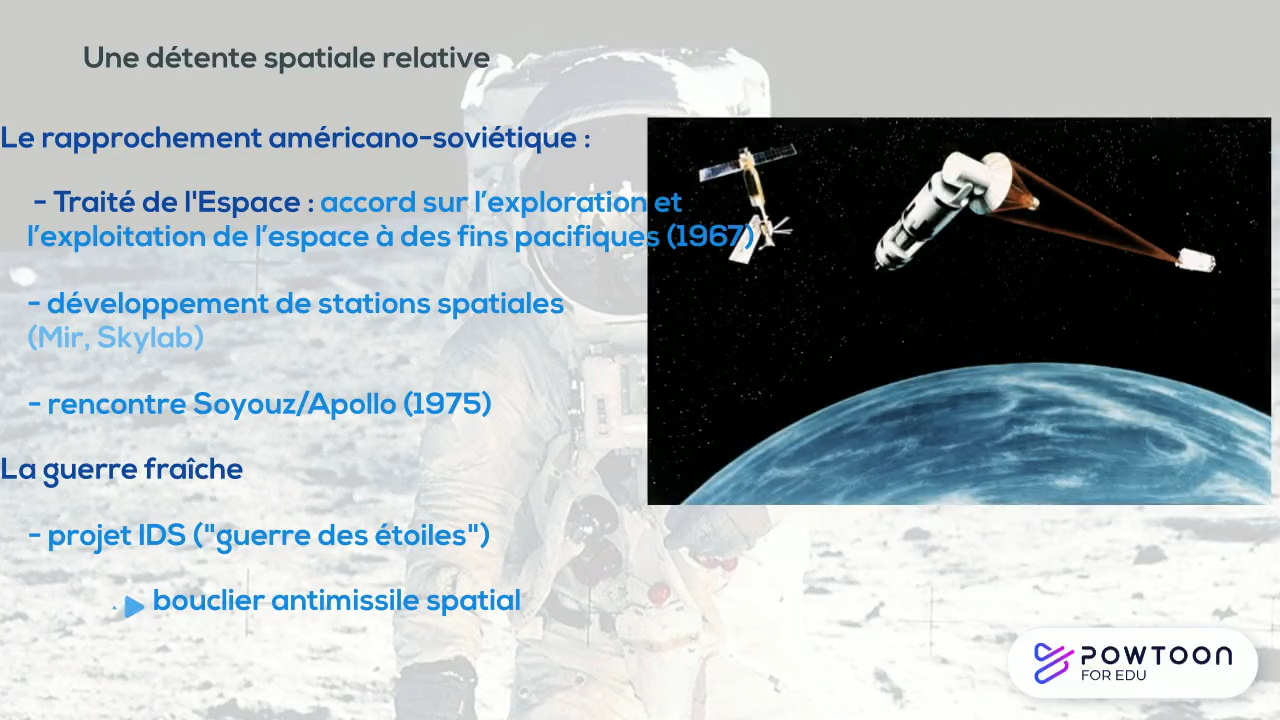 Une détente spatiale relative
Le rapprochement américano-soviétique :
- Traité de l'Espace : accord sur l’exploration et
l’exploitation de l’espace à des fins pacifiques (1967)
- développement de stations spatiales
(Mir, Skylab)
- rencontre Soyouz/Apollo (1975)
La guerre fraîche
- projet IDS ("guerre des étoiles")
bouclier antimissile spatial
POWTOON
FOR EDU